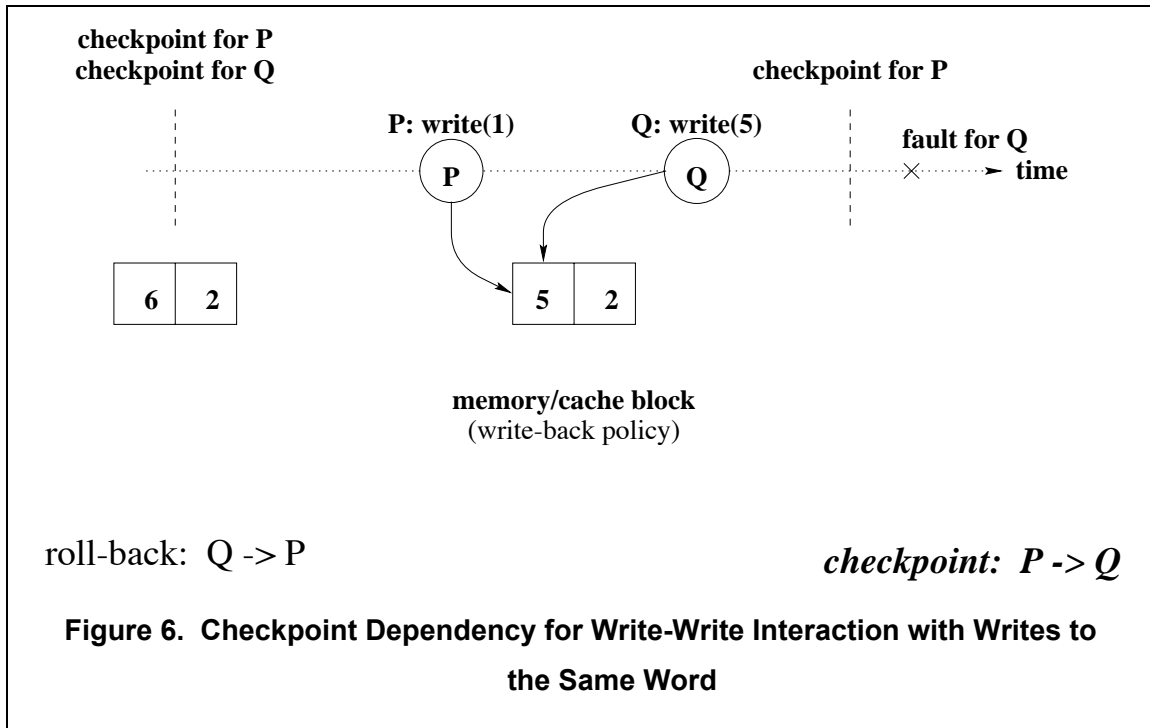 checkpoint for P
checkpoint for Q
checkpoint for P
P: write(1)
Q: write(5)
fault for Q
P
Q
time
6 2
5 2
memory/cache block
(write-back policy)
roll-back: Q -> P
checkpoint: P -> Q
Figure 6. Checkpoint Dependency for Write-Write Interaction with Writes to
the Same Word